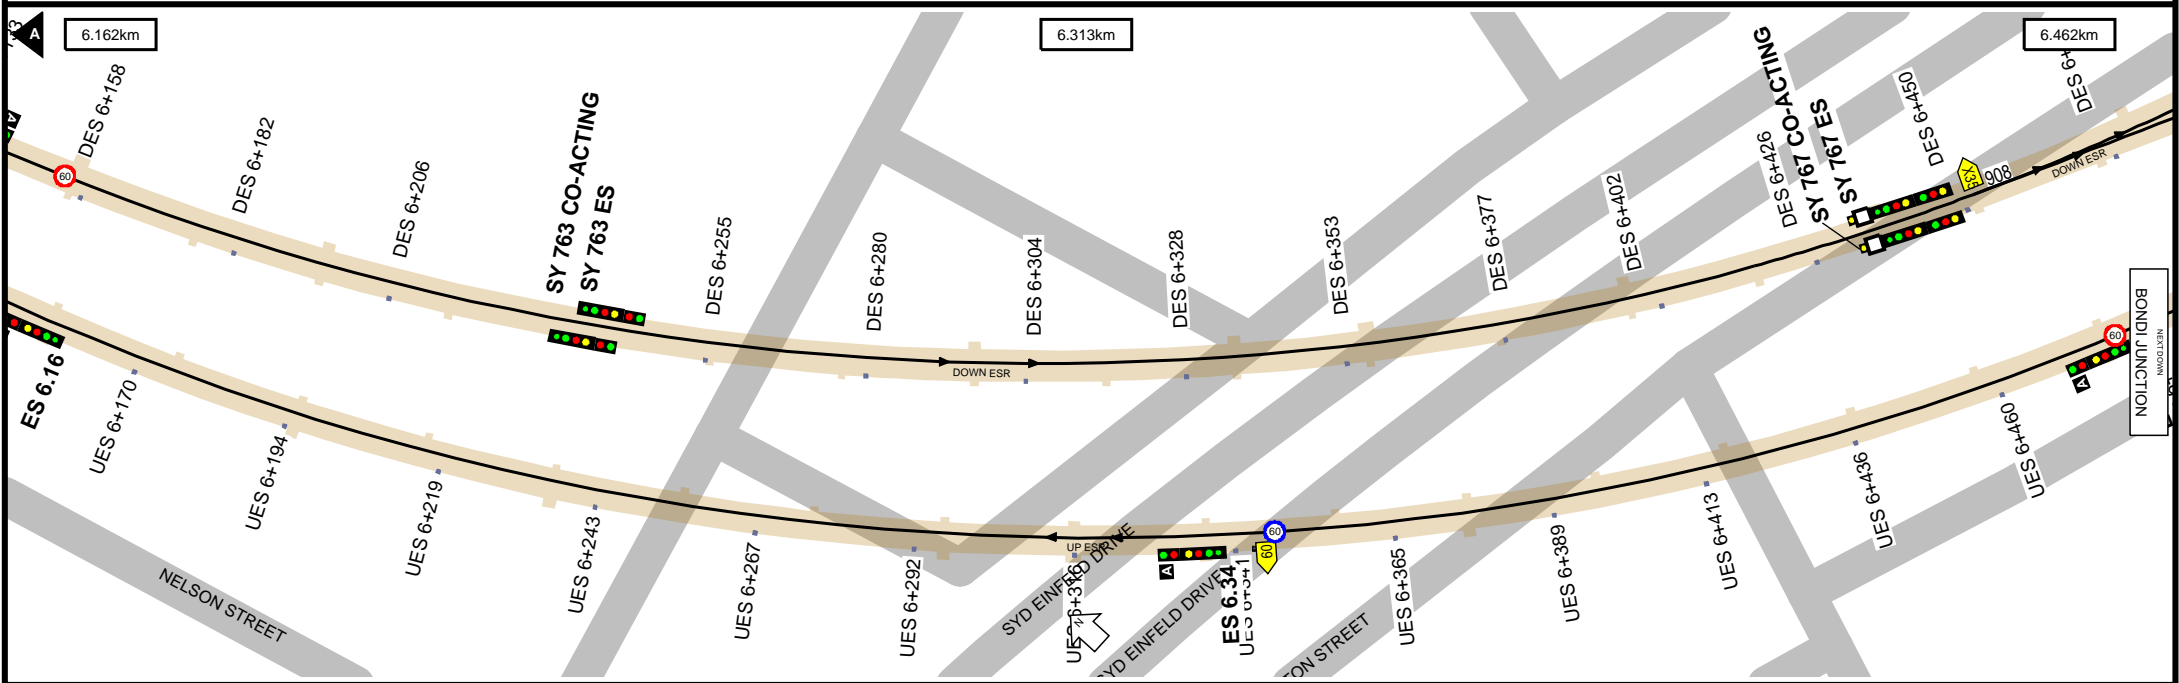 A
6.162km
6.313km
6.462km
DES 6+158
DES 6+182
DES 6+206
SY 763 CO-ACTING
SY 763 ES
DES 6+255
DES 6+280
DES 6+304
DES 6+328
DES 6+353
DES 6+377
DES 6+402
DES 6+426
SY 767 CO-ACTING
SY 767 ES
DES 6+450
X35
908
60
DOWN ESR
DOWN ESR
BONDI JUNCTION
NEXT DOWN
60
A
ES 6.16
UES 6+170
UES 6+194
UES 6+219
UES 6+243
UES 6+267
UES 6+292
UP ESR
A
ES 6.34
UES 6+341
60
60
UES 6+365
UES 6+389
UES 6+413
UES 6+436
UES 6+460
NELSON STREET
SYD EINFELD DRIVE
SYD EINFELD DRIVE
TON STREET
N